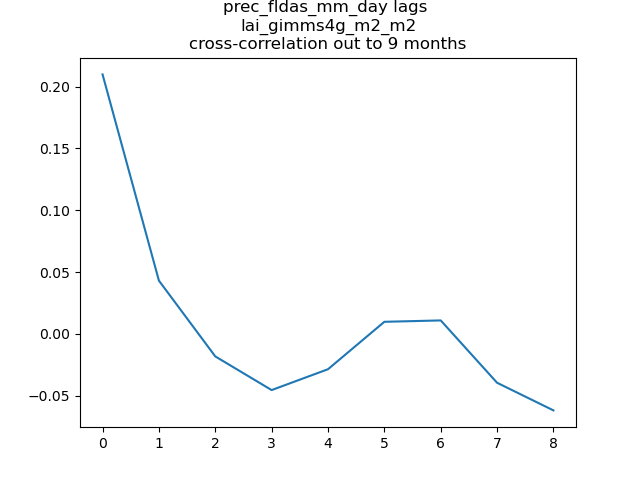 prec_fldas_mm_day lags
lai_gimms4g_m2_m2
cross-correlation out to 9 months
0.20
0.15
0.10
0.05
0.00
−0.05
0 1 2 3 4 5 6 7 8